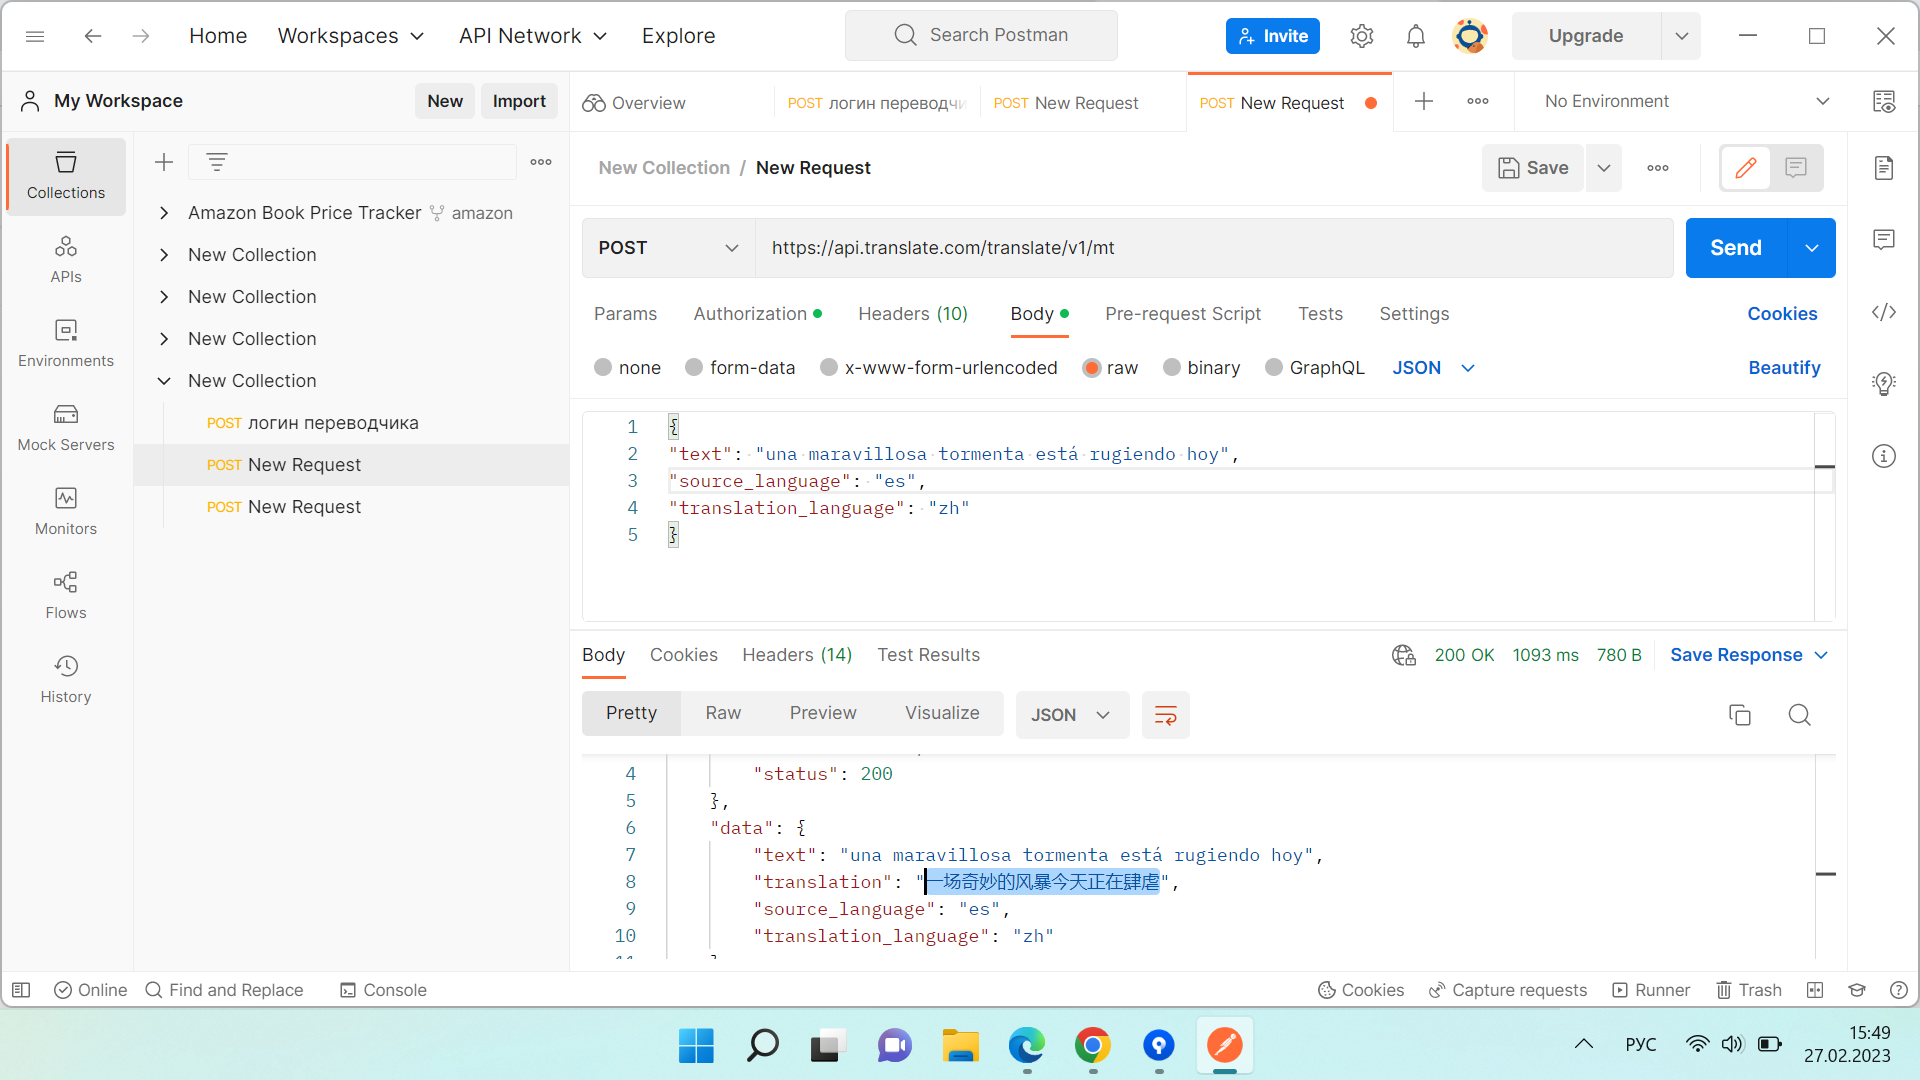 Home
Workspaces
API Network
Explore
Search Postman
Invite
Upgrade
My Workspace
New
Import
Overview
POST логин переводчи
POST New Request
POST New Request
No Environment
Collections
APIs
Environments
Mock Servers
Monitors
Flows
History
Amazon Book Price Tracker amazon
New Collection
New Collection
New Collection
New Collection
POST логин переводчика
POST New Request
POST New Request
New Collection / New Request
Save
POST
https://api.translate.com/translate/v1/mt
Send
Params
Authorization
Headers (10)
Body
Pre-request Script
Tests
Settings
Cookies
none
form-data
x-www-form-urlencoded
raw
binary
GraphQL
JSON
Beautify
1 {
2 "text": "una maravillosa tormenta está rugiendo hoy",
3 "source_language": "es",
4 "translation_language": "zh"
5 }
Body
Cookies
Headers (14)
Test Results
200 OK
1093 ms
780 B
Save Response
Pretty
Raw
Preview
Visualize
JSON
4 "status": 200
5 },
6 "data": {
7 "text": "una maravillosa tormenta está rugiendo hoy",
8 "translation": "一场奇妙的风暴今天正在肆虐",
9 "source_language": "es",
10 "translation_language": "zh"
Online
Find and Replace
Console
Cookies
Capture requests
Runner
Trash
РУС
15:49
27.02.2023